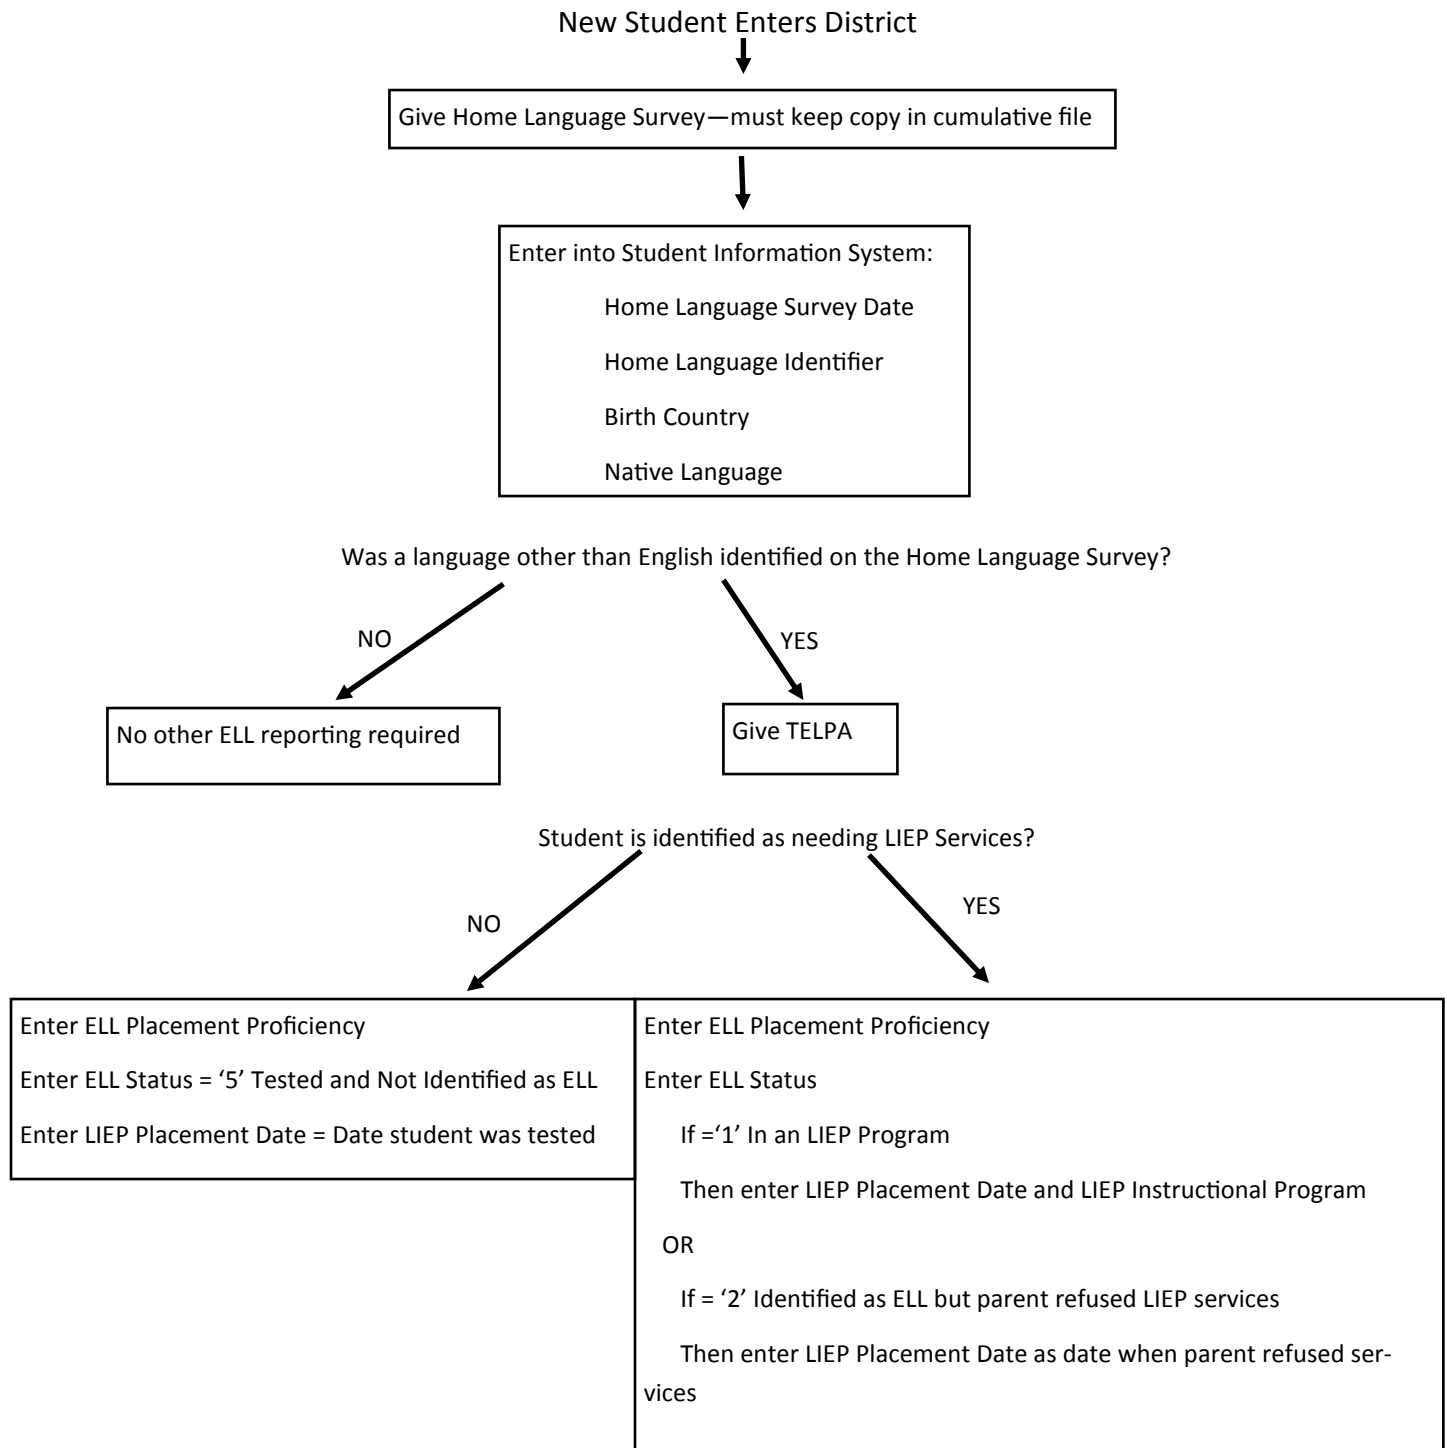 New Student Enters District
Give Home Language Survey—must keep copy in cumulative file
Enter into Student Information System:
Home Language Survey Date
Home Language Identifier
Birth Country
Native Language
Was a language other than English identified on the Home Language Survey?
NO
YES
No other ELL reporting required
Give TELPA
Student is identified as needing LIEP Services?
NO
YES
Enter ELL Placement Proficiency
Enter ELL Status = ‘5’ Tested and Not Identified as ELL
Enter LIEP Placement Date = Date student was tested
Enter ELL Placement Proficiency
Enter ELL Status
If =‘1’ In an LIEP Program
Then enter LIEP Placement Date and LIEP Instructional Program
OR
If = ‘2’ Identified as ELL but parent refused LIEP services
Then enter LIEP Placement Date as date when parent refused ser-
vices